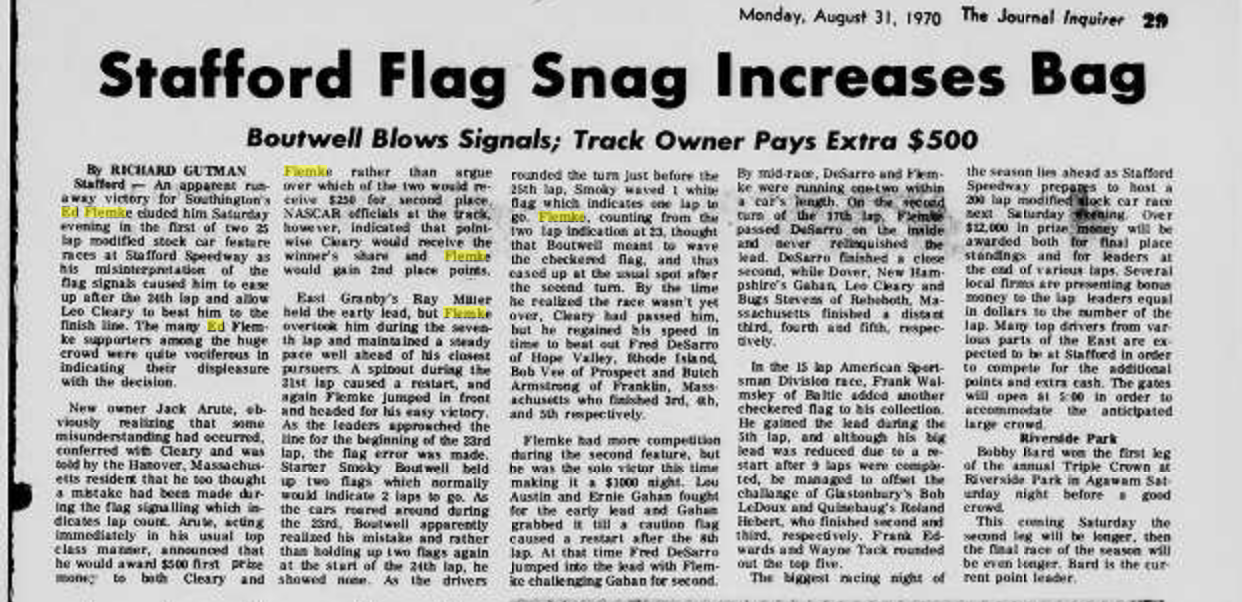 Monday, August 31, 1970 The Journal Inquirer 29
Stafford Flag Snag Increases Bag
Boutwell Blows Signals; Track Owner Pays Extra $500
By RICHARD GUTMAN
Stafford — An apparent run-
away victory for Southington's
Ed Flemke eluded him Saturday
evening in the first of two 25
lap modified stock car feature
races at Stafford Speedway as
his misinterpretation of the
flag signals caused him to ease
up after the 24th lap and allow
Leo Cleary to beat him to the
finish line. The many Ed Flem-
ke supporters among the huge
crowd were quite vociferous in
indicating their displeasure
with the decision.
New owner Jack Arute, ob-
viously realizing that some
misunderstanding had occurred,
conferred with Cleary and was
told by the Hanover, Massachus-
etts resident that he too thought
a mistake had been made dur-
ing the flag signalling which in-
dicates lap count. Arute, acting
immediately in his usual top
class manner, announced that
he would award $500 first prize
money to both Cleary and
Flemke rather than argue
over which of the two would re-
ceive $250 for second place.
NASCAR officials at the track,
however, indicated that point-
wise Cleary would receive the
winner's share and Flemke
would gain 2nd place points.
East Granby's Ray Miller
held the early lead, but Flemke
overtook him during the seven-
th lap and maintained a steady
pace well ahead of his closest
pursuers. A spinout during the
21st lap caused a restart, and
again Flemke jumped in front
and headed for his easy victory.
As the leaders approached the
line for the beginning of the 23rd
lap, the flag error was made.
Starter Smoky Boutwell held
up two flags which normally
would indicate 2 laps to go. As
the cars roared around during
the 23rd, Boutwell apparently
realized his mistake and rather
than holding up two flags again
at the start of the 24th lap, he
showed none. As the drivers
rounded the turn just before the
25th lap, Smoky waved 1 white
flag which indicates one lap to
go. Flemke, counting from the
two lap indication at 23, thought
that Boutwell meant to wave
the checkered flag, and thus
eased up at the usual spot after
the second turn. By the time
he realized the race wasn't yet
over, Cleary had passed him,
but he regained his speed in
time to beat out Fred DeSarro
of Hope Valley, Rhode Island,
Bob Vee of Prospect and Butch
Armstrong of Franklin, Mass-
achusetts who finished 3rd, 4th,
and 5th respectively.
Flemke had more competition
during the second feature, but
he was the solo victor this time
making it a $1000 night. Lou
Austin and Ernie Gahan fought
for the early lead and Gahan
grabbed it till a caution flag
caused a restart after the 8th
lap. At that time Fred DeSarro
jumped into the lead with Flem-
ke challenging Gahan for second.
By mid-race, DeSarro and Flem-
ke were running one-two within
a car's length. On the second
turn of the 17th lap, Flemke
passed DeSarro on the inside
and never relinquished the
lead. DeSarro finished a close
second, while Dover, New Ham-
pshire's Gahan, Leo Cleary and
Bugs Stevens of Rehoboth, Ma-
ssachusetts finished a distant
third, fourth and fifth, respec-
tively.
In the 15 lap American Sport-
sman Division race, Frank Wal-
msley of Baltic added another
checkered flag to his collection.
He gained the lead during the
5th lap, and although his big
lead was reduced due to a re-
start after 9 laps were comple-
ted, he managed to offset the
challange of Glastonbury's Bob
LeDoux and Quinebaug's Roland
Hebert, who finished second and
third, respectively. Frank Ed-
wards and Wayne Tack rounded
out the top five.
The biggest racing night of
the season lies ahead as Stafford
Speedway prepares to host a
200 lap modified stock car race
next Saturday evening. Over
$12,000 in prize money will be
awarded both for final place
standings and for leaders at
the end of various laps. Several
local firms are presenting bonus
money to the lap leaders equal
in dollars to the number of the
lap. Many top drivers from var-
ious parts of the East are ex-
pected to be at Stafford in order
to compete for the additional
points and extra cash. The gates
will open at 5:00 in order to
accommodate the anticipated
large crowd.
Riverside Park
Bobby Bard won the first leg
of the annual Triple Crown at
Riverside Park in Agawam Sat-
urday night before a good
crowd.
This coming Saturday the
second leg will be longer, then
the final race of the season will
be even longer. Bard is the cur-
rent point leader.